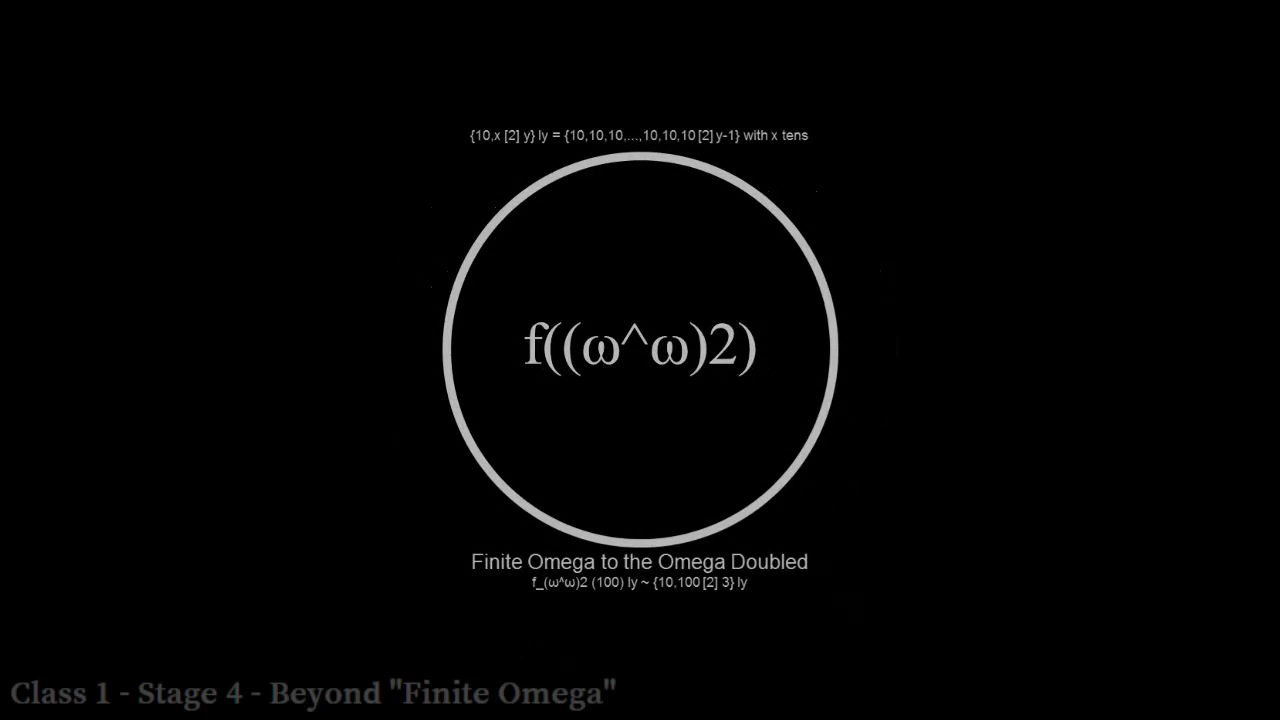 {10,x [2] y} ly = {10,10,10,...,10,10,10 [2] y-1} with x tens
f((ω^ω)2)
Finite Omega to the Omega Doubled
f_(ω^ω)2 (100) ly ~ {10,100 [2] 3} ly
Class 1 - Stage 4 - Beyond "Finite Omega"